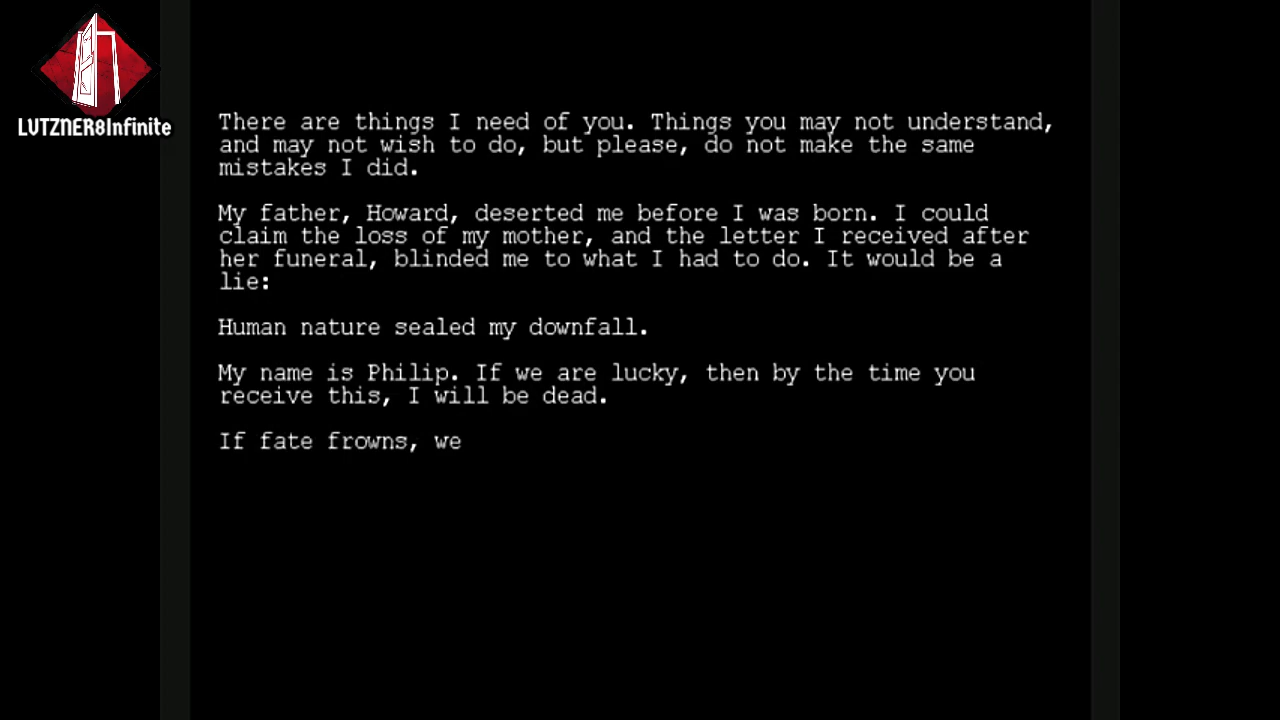 LUTZNER8Infinite
There are things I need of you. Things you may not understand,
and may not wish to do, but please, do not make the same
mistakes I did.
My father, Howard, deserted me before I was born. I could
claim the loss of my mother, and the letter I received after
her funeral, blinded me to what I had to do. It would be a
lie:
Human nature sealed my downfall.
My name is Philip. If we are lucky, then by the time you
receive this, I will be dead.
If fate frowns, we